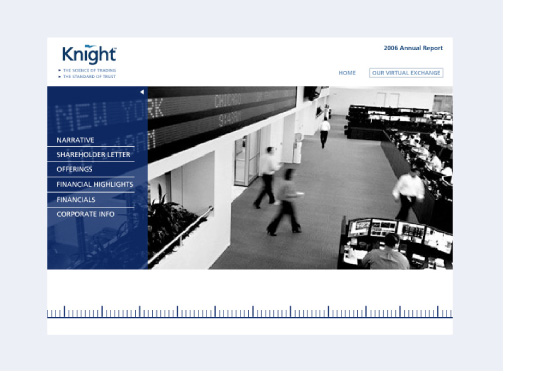 Knight
THE SCIENCE OF TRADING
THE STANDARD OF TRUST
2006 Annual Report
HOME
OUR VIRTUAL EXCHANGE
NEW YORK
CHICAGO
NARRATIVE
SHAREHOLDER LETTER
OFFERINGS
FINANCIAL HIGHLIGHTS
FINANCIALS
CORPORATE INFO